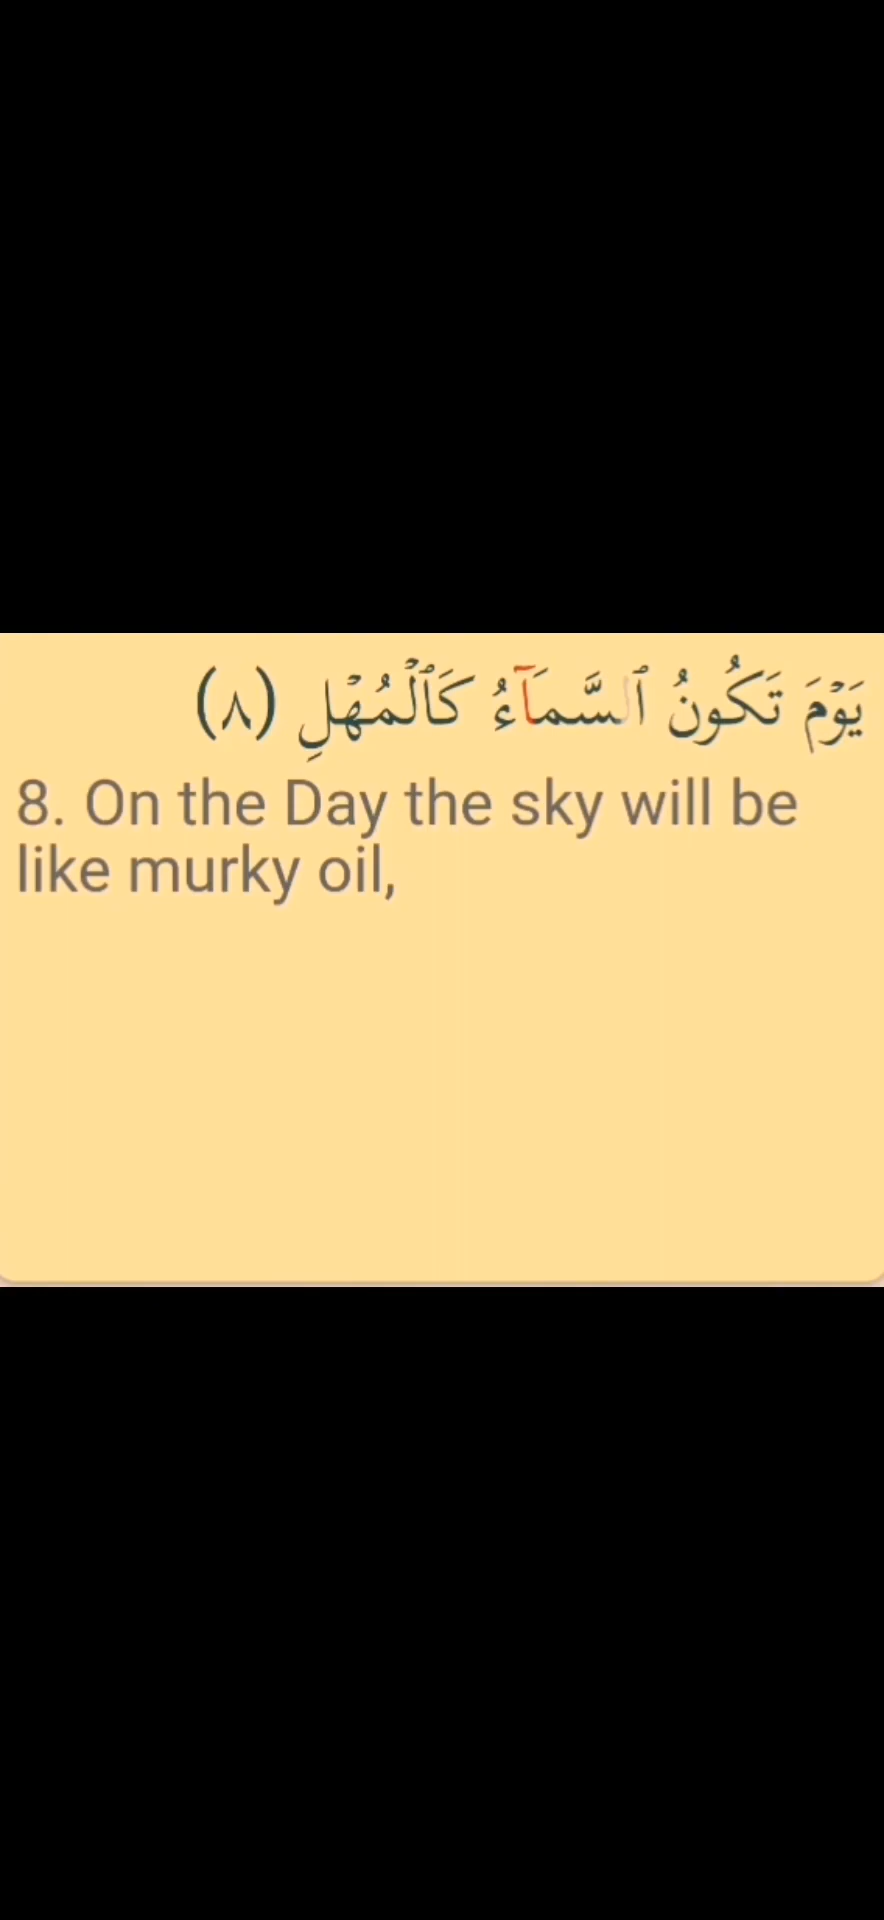 يَوْمَ تَكُونُ ٱلسَّمَآءُ كَٱلْمُهْلِ (٨)
8. On the Day the sky will be
like murky oil,